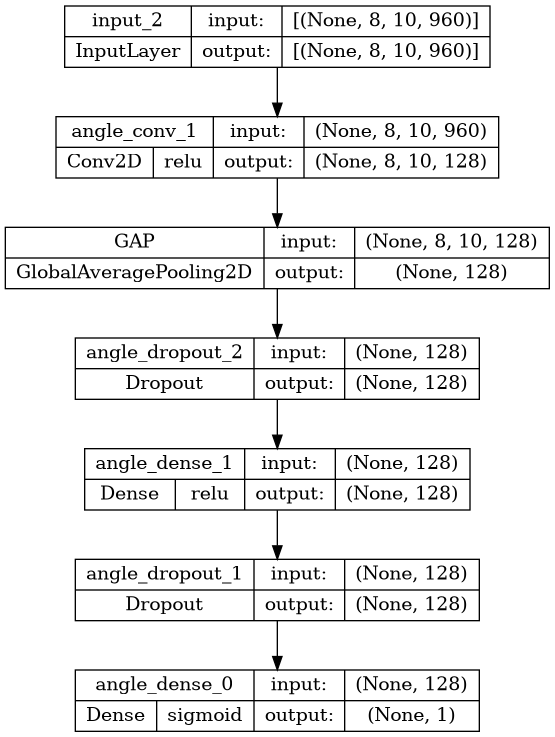 input_2 input: [(None, 8, 10, 960)]
InputLayer output: [(None, 8, 10, 960)]
angle_conv_1 input: (None, 8, 10, 960)
Conv2D relu output: (None, 8, 10, 128)
GAP input: (None, 8, 10, 128)
GlobalAveragePooling2D output: (None, 128)
angle_dropout_2 input: (None, 128)
Dropout output: (None, 128)
angle_dense_1 input: (None, 128)
Dense relu output: (None, 128)
angle_dropout_1 input: (None, 128)
Dropout output: (None, 128)
angle_dense_0 input: (None, 128)
Dense sigmoid output: (None, 1)